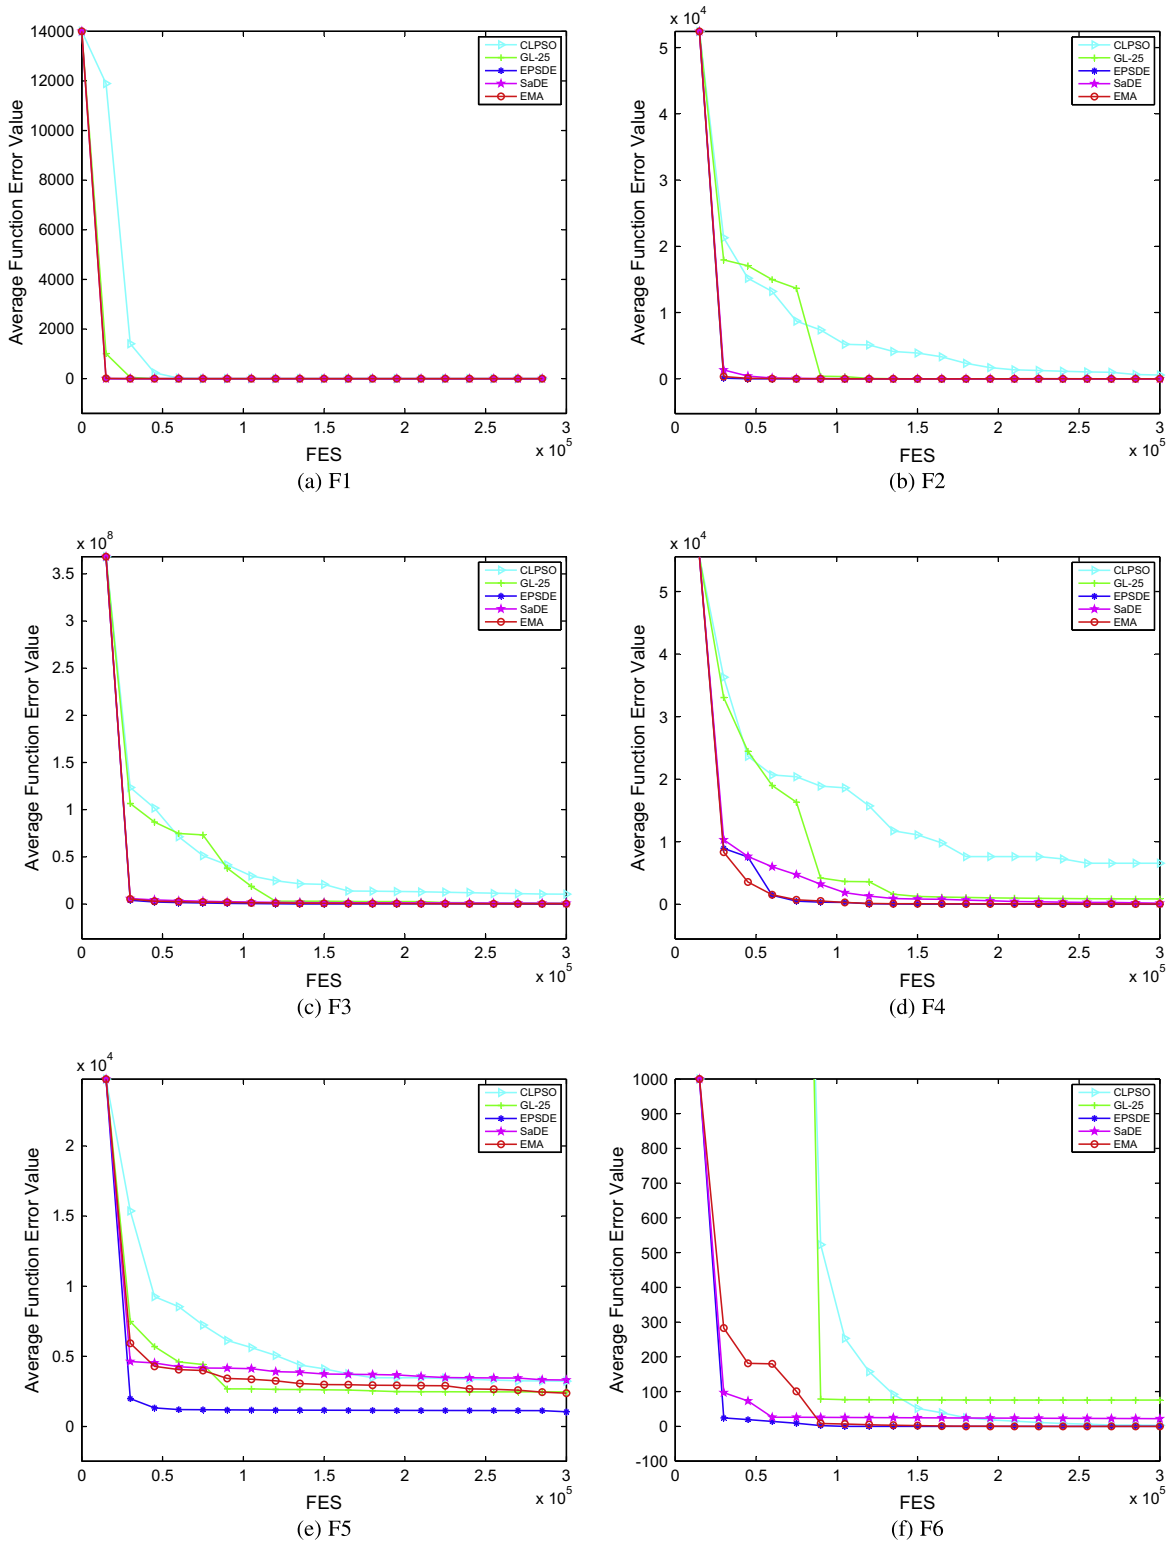 14000
12000
10000
8000
6000
4000
2000
0
Average Function Error Value
CLPSO
GL-25
EPSDE
SaDE
EMA
0 0.5 1 1.5 2 2.5 3
FES
x 10^5
(a) F1
x 10^4
5
4
3
2
1
0
Average Function Error Value
CLPSO
GL-25
EPSDE
SaDE
EMA
0 0.5 1 1.5 2 2.5 3
FES
x 10^5
(b) F2
x 10^8
3.5
3
2.5
2
1.5
1
0.5
0
Average Function Error Value
CLPSO
GL-25
EPSDE
SaDE
EMA
0 0.5 1 1.5 2 2.5 3
FES
x 10^5
(c) F3
x 10^4
5
4
3
2
1
0
Average Function Error Value
CLPSO
GL-25
EPSDE
SaDE
EMA
0 0.5 1 1.5 2 2.5 3
FES
x 10^5
(d) F4
x 10^4
2
1.5
1
0.5
0
Average Function Error Value
CLPSO
GL-25
EPSDE
SaDE
EMA
0 0.5 1 1.5 2 2.5 3
FES
x 10^5
(e) F5
1000
900
800
700
600
500
400
300
200
100
0
-100
Average Function Error Value
CLPSO
GL-25
EPSDE
SaDE
EMA
0 0.5 1 1.5 2 2.5 3
FES
x 10^5
(f) F6